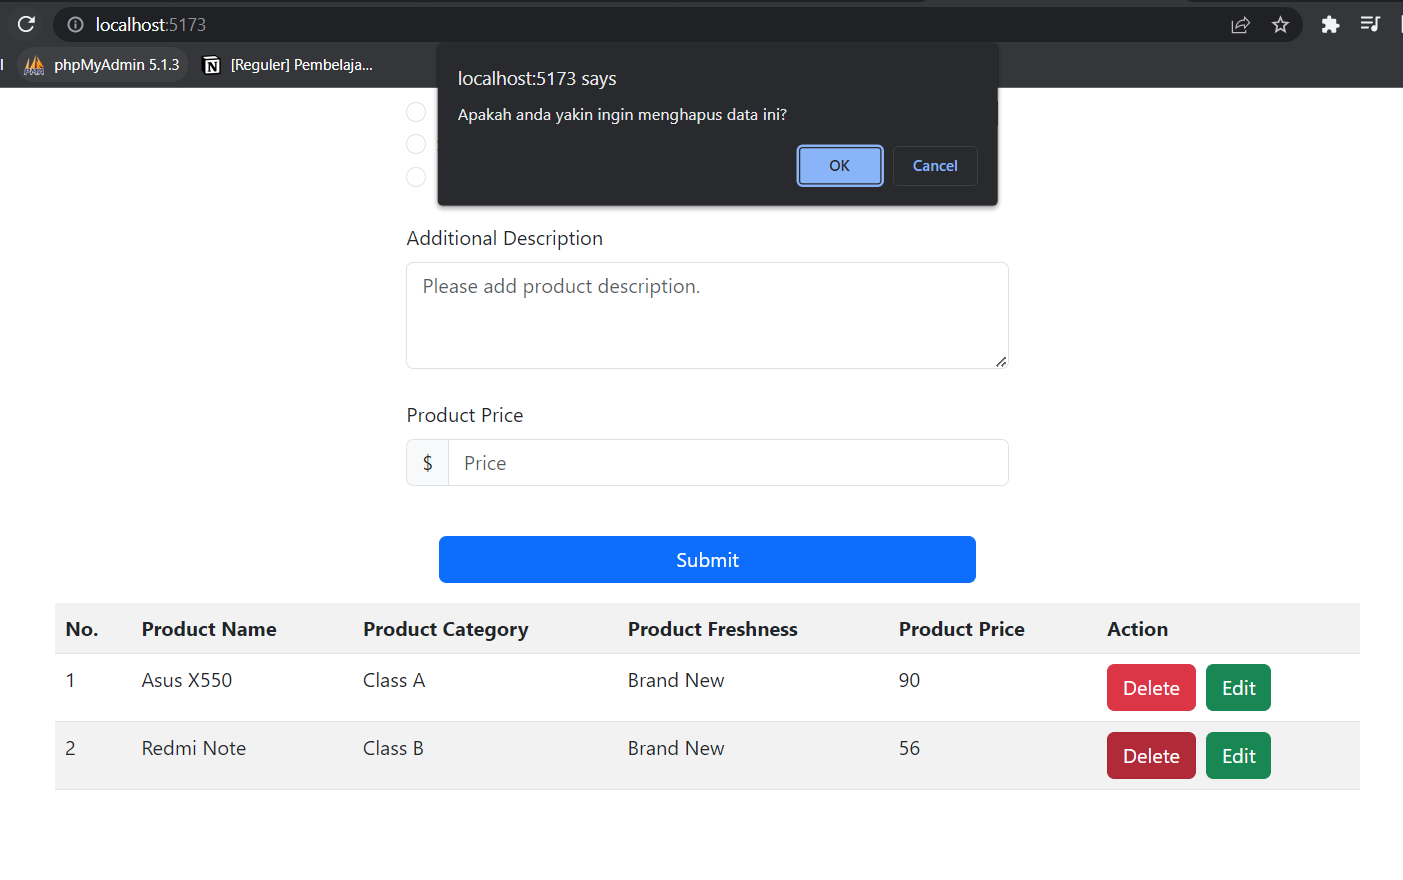 localhost:5173
phpMyAdmin 5.1.3 [Reguler] Pembelaja...
localhost:5173 says
Apakah anda yakin ingin menghapus data ini?
OK Cancel
Additional Description
Please add product description.
Product Price
$ Price
Submit
No. Product Name Product Category Product Freshness Product Price Action
1 Asus X550 Class A Brand New 90 Delete Edit
2 Redmi Note Class B Brand New 56 Delete Edit